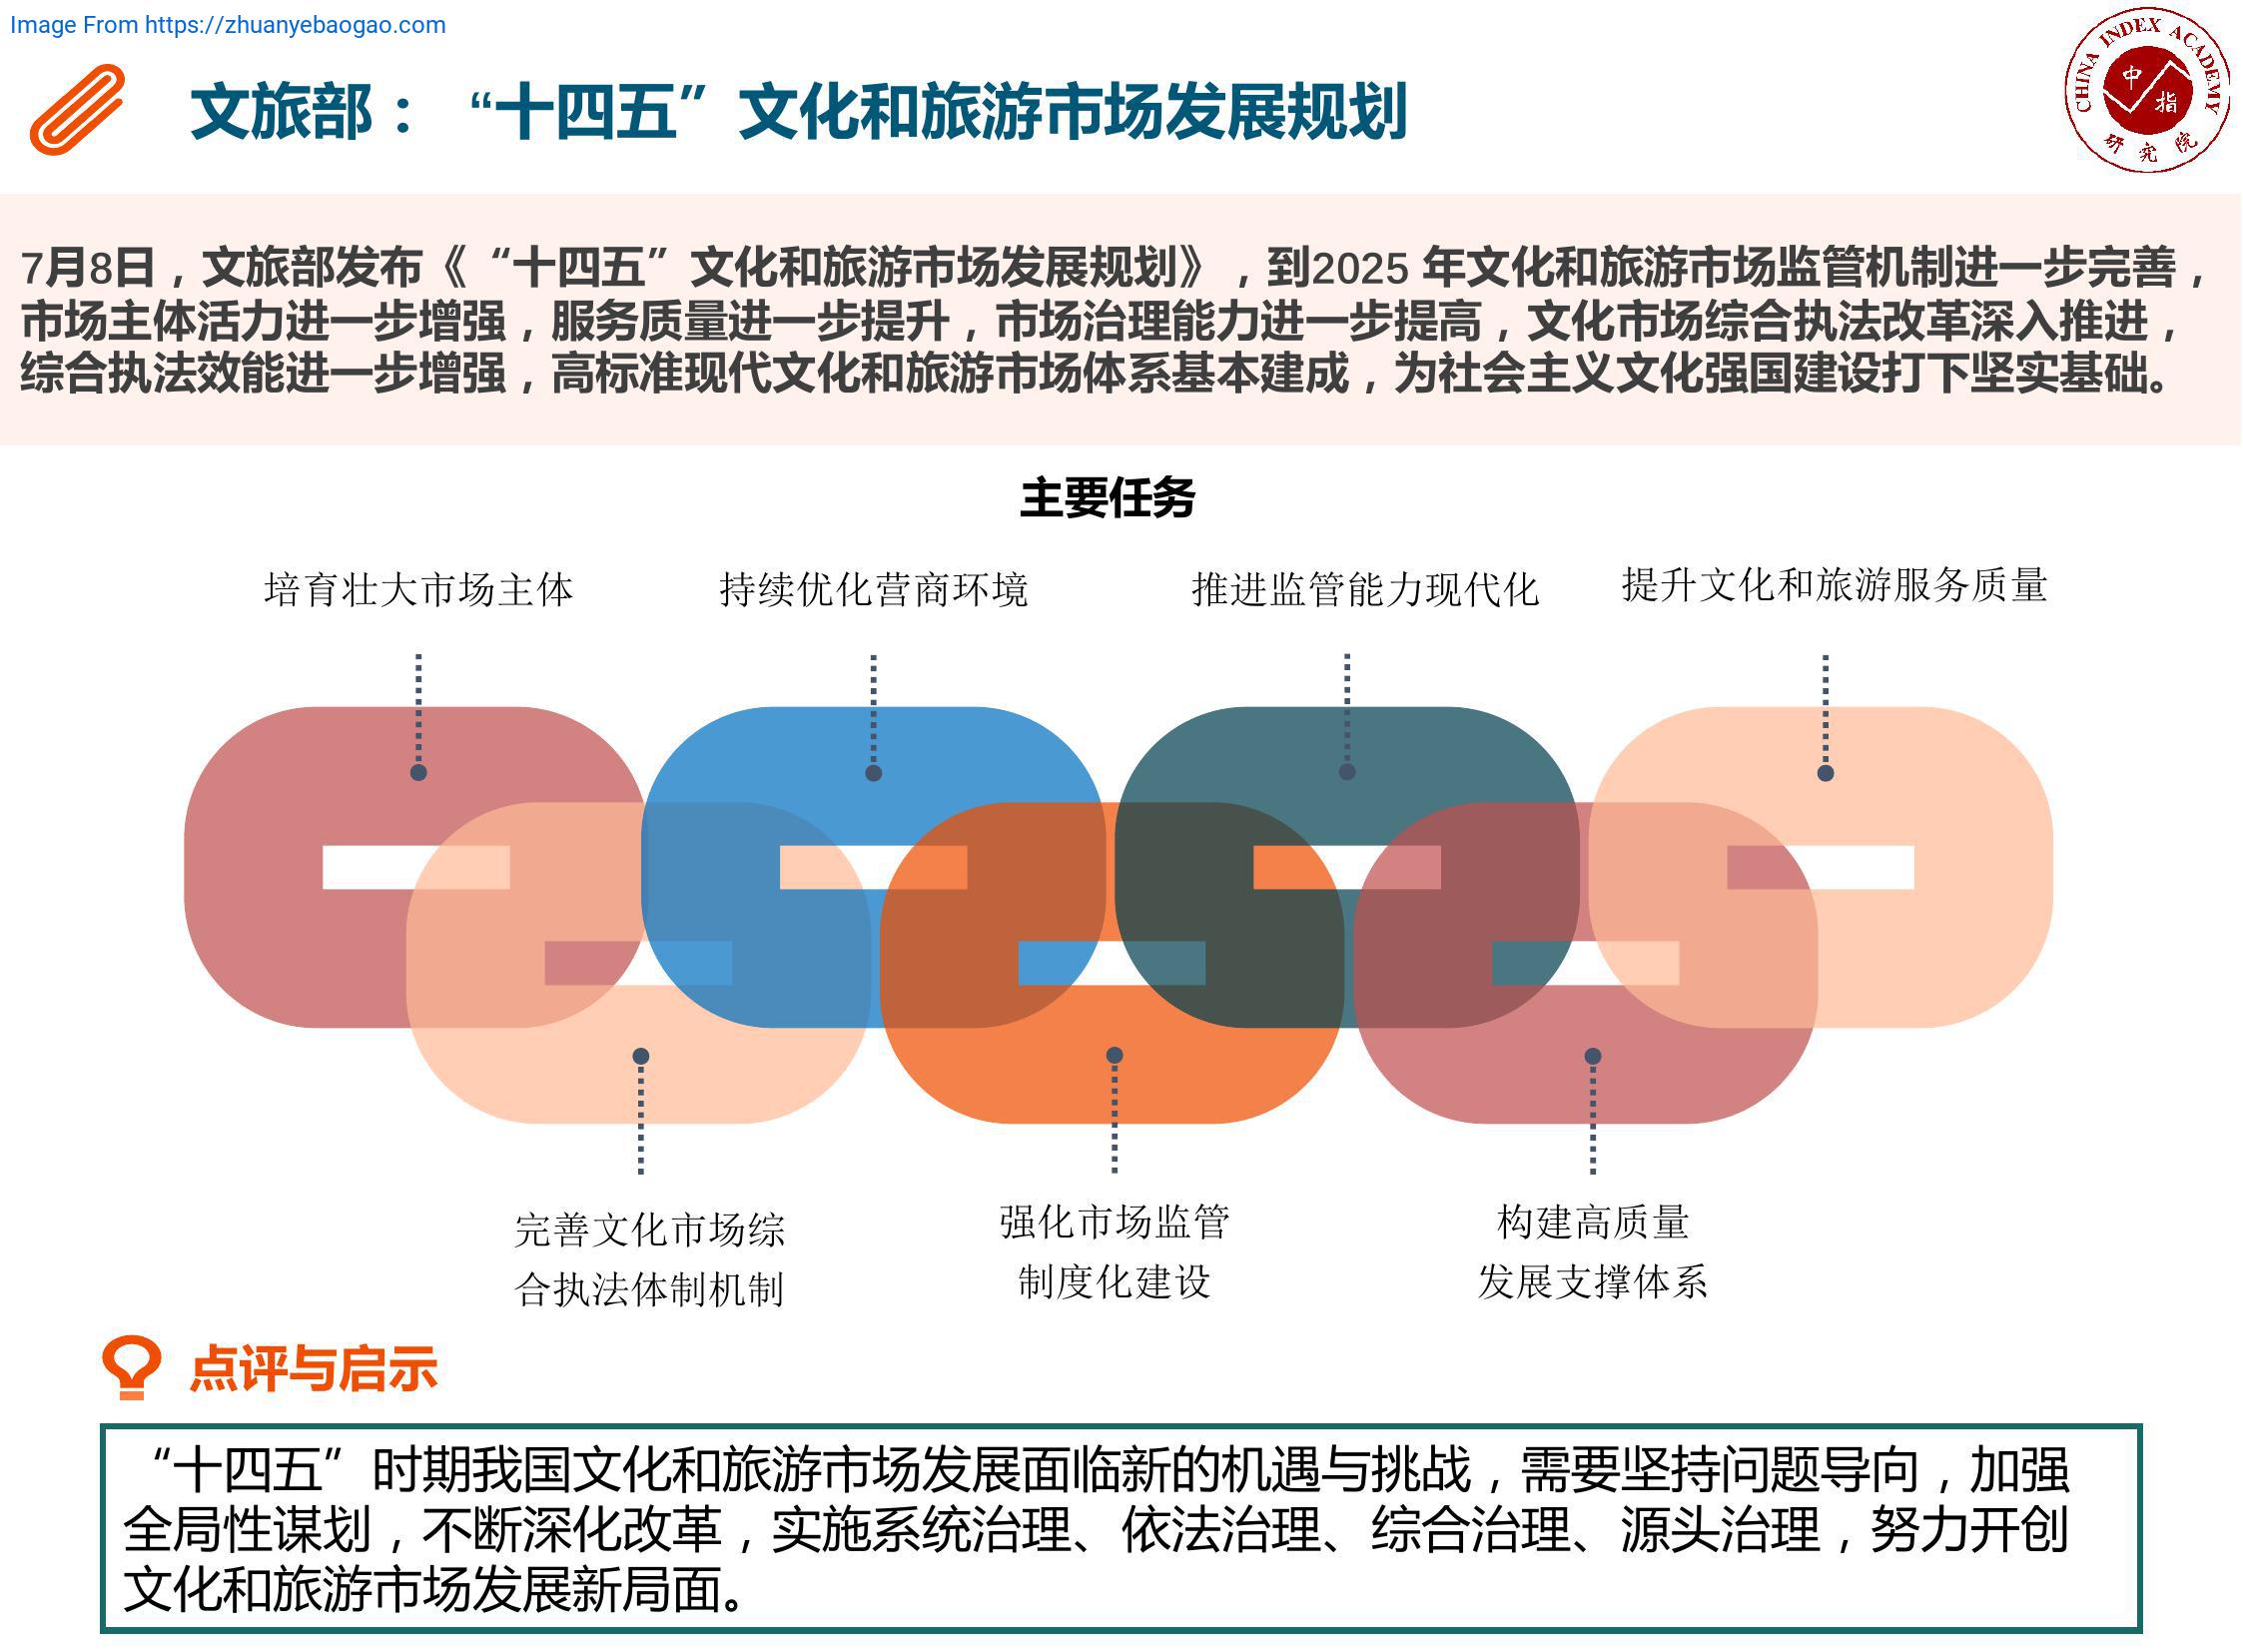 Image From https://zhuanyebaogao.com
CHINA INDEX ACADEMY
中
指
研究院
文旅部：“十四五”文化和旅游市场发展规划
7月8日，文旅部发布《“十四五”文化和旅游市场发展规划》，到2025 年文化和旅游市场监管机制进一步完善，
市场主体活力进一步增强，服务质量进一步提升，市场治理能力进一步提高，文化市场综合执法改革深入推进，
综合执法效能进一步增强，高标准现代文化和旅游市场体系基本建成，为社会主义文化强国建设打下坚实基础。
主要任务
培育壮大市场主体
持续优化营商环境
推进监管能力现代化
提升文化和旅游服务质量
完善文化市场综
合执法体制机制
强化市场监管
制度化建设
构建高质量
发展支撑体系
点评与启示
“十四五”时期我国文化和旅游市场发展面临新的机遇与挑战，需要坚持问题导向，加强
全局性谋划，不断深化改革，实施系统治理、依法治理、综合治理、源头治理，努力开创
文化和旅游市场发展新局面。